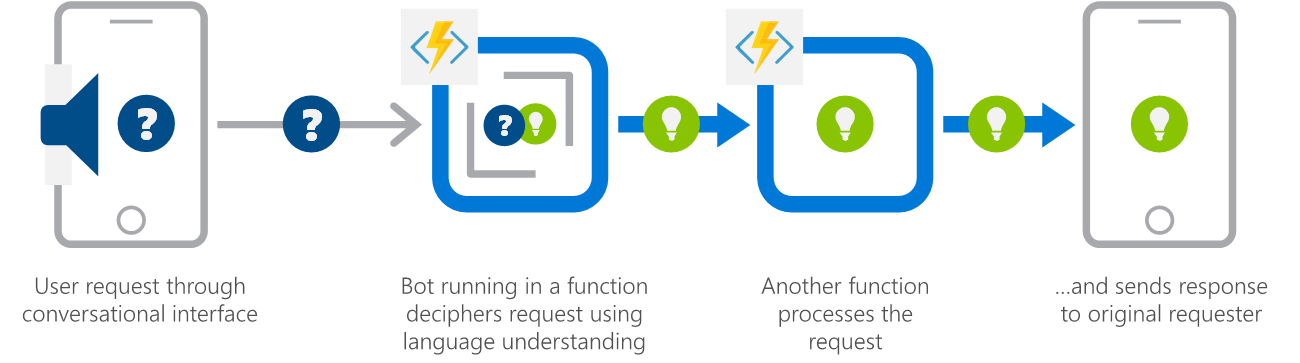 ?
?
?
User request through
conversational interface
Bot running in a function
deciphers request using
language understanding
Another function
processes the
request
...and sends response
to original requester